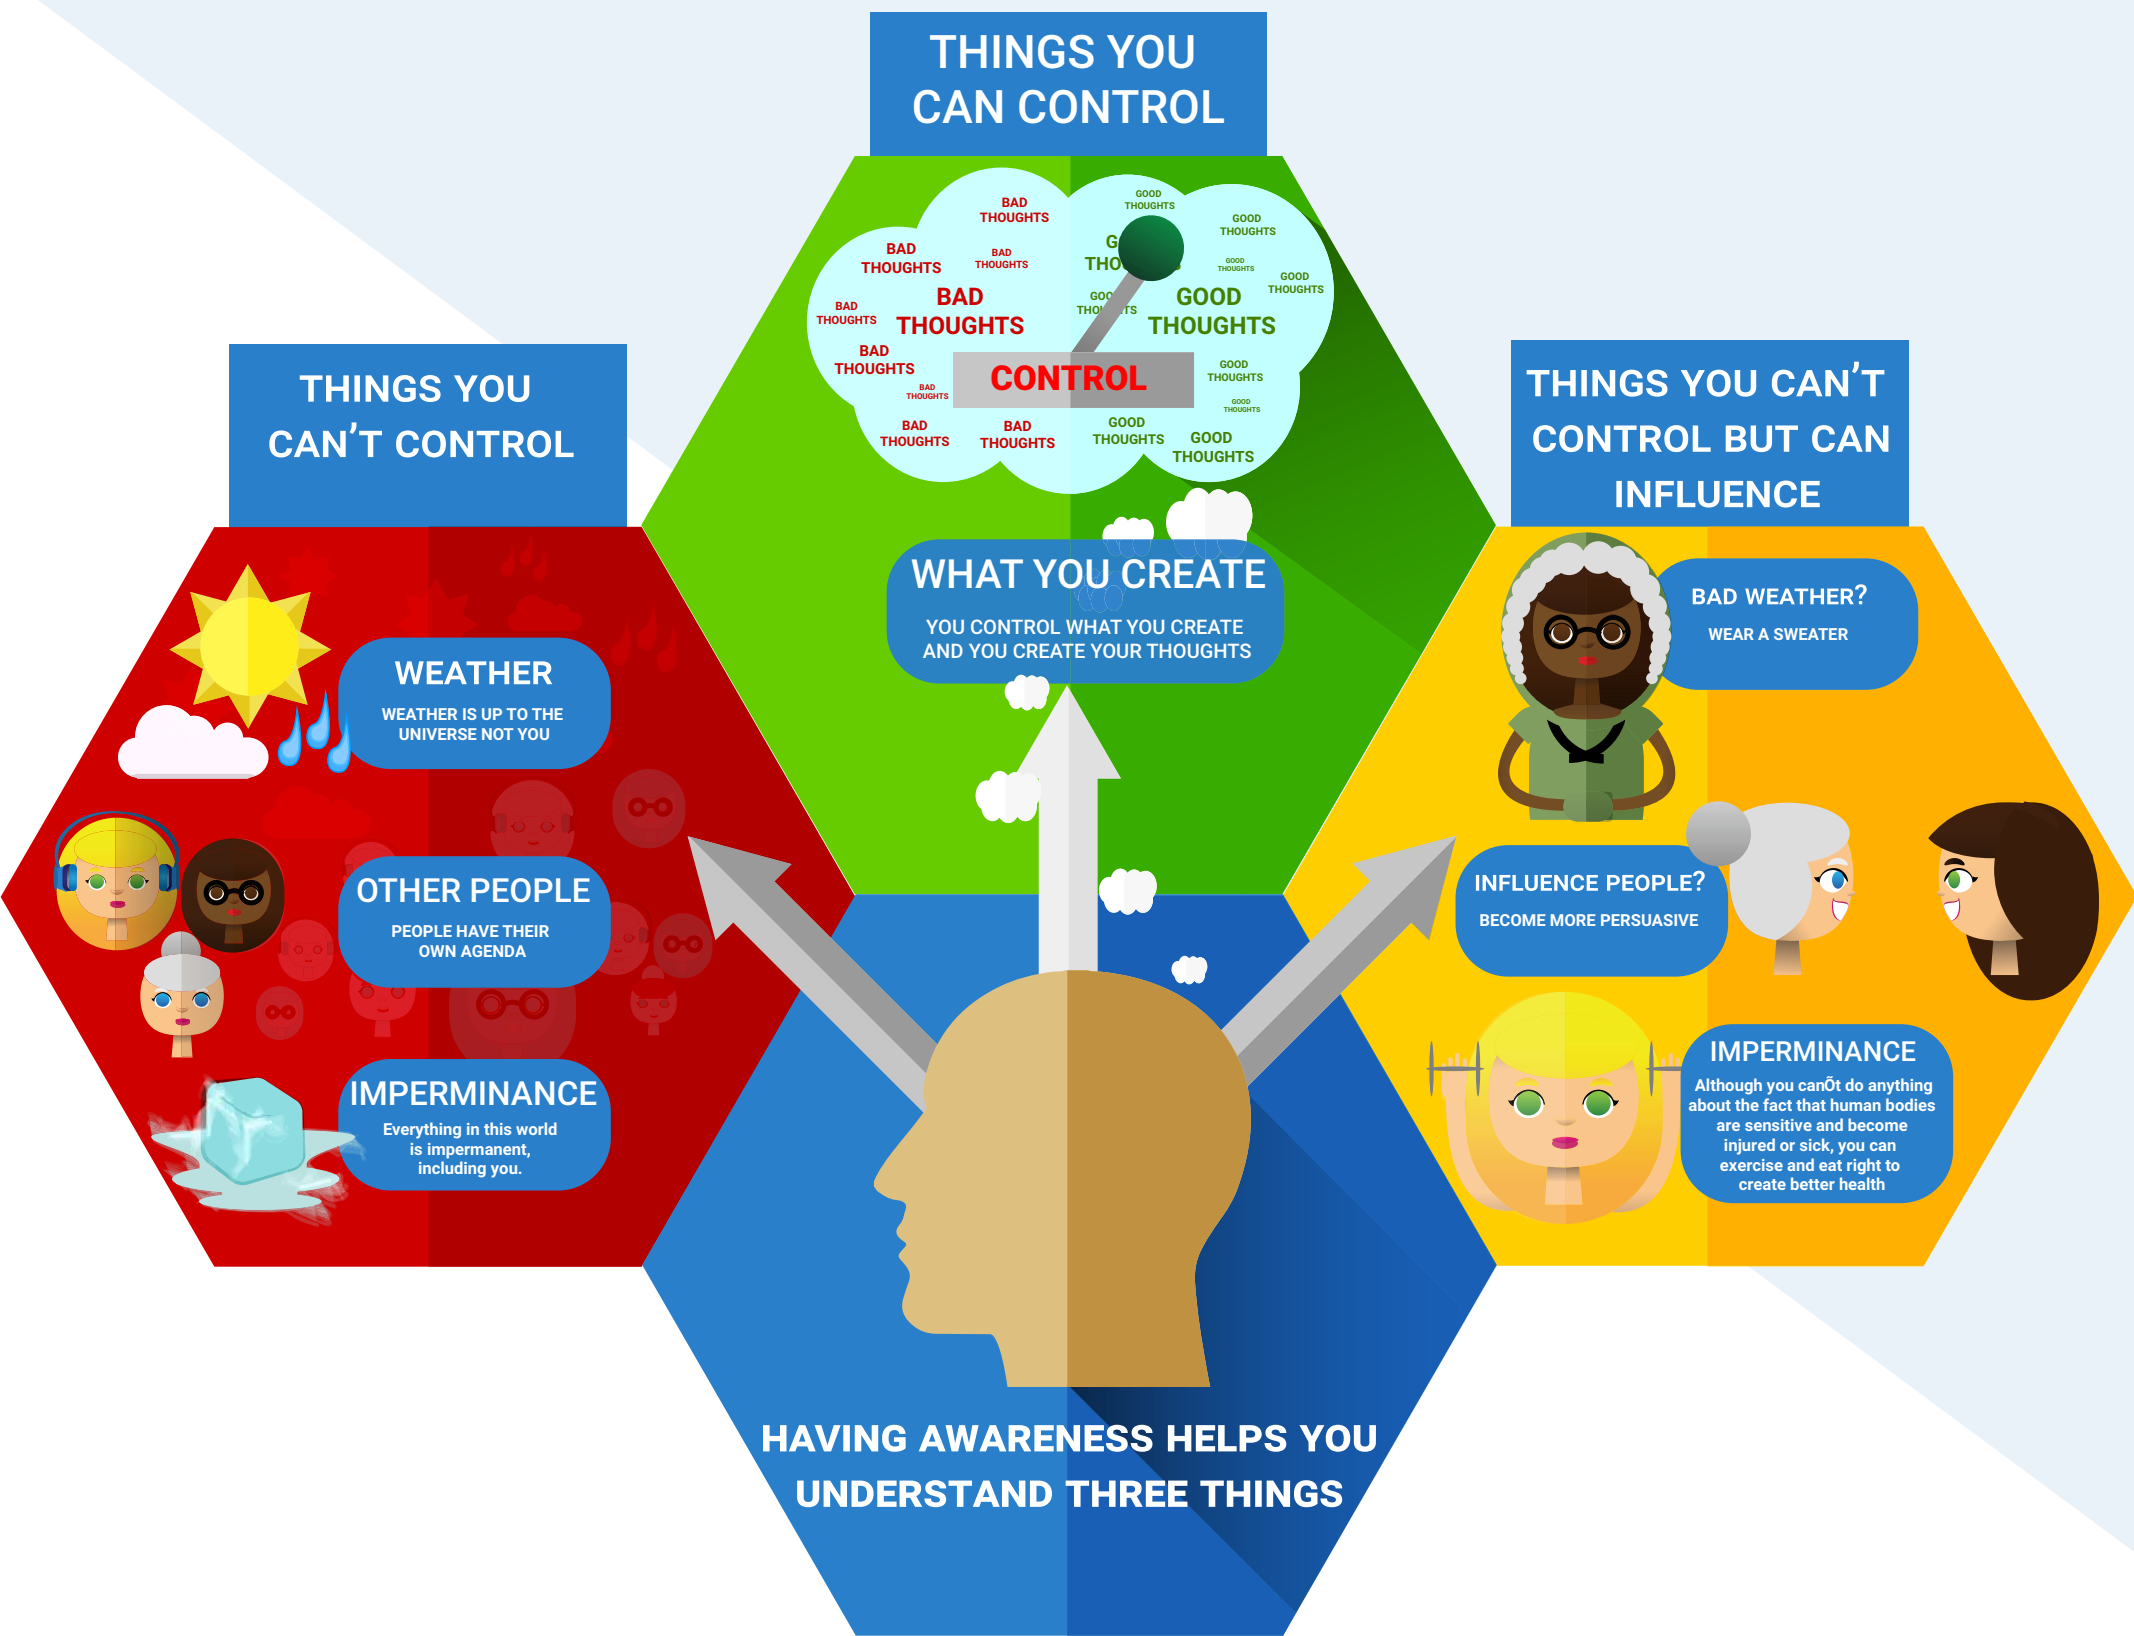 THINGS YOU
CAN CONTROL
BAD
THOUGHTS
BAD
THOUGHTS
BAD
THOUGHTS
BAD
THOUGHTS
BAD
THOUGHTS
BAD
THOUGHTS
BAD
THOUGHTS
BAD
THOUGHTS
BAD
THOUGHTS
GOOD
THOUGHTS
GOOD
THOUGHTS
GOOD
THOUGHTS
GOOD
THOUGHTS
GOOD
THOUGHTS
GOOD
THOUGHTS
GOOD
THOUGHTS
GOOD
THOUGHTS
GOOD
THOUGHTS
CONTROL
WHAT YOU CREATE
YOU CONTROL WHAT YOU CREATE
AND YOU CREATE YOUR THOUGHTS
THINGS YOU
CAN'T CONTROL
WEATHER
WEATHER IS UP TO THE
UNIVERSE NOT YOU
OTHER PEOPLE
PEOPLE HAVE THEIR
OWN AGENDA
IMPERMINANCE
Everything in this world
is impermanent,
including you.
THINGS YOU CAN'T
CONTROL BUT CAN
INFLUENCE
BAD WEATHER?
WEAR A SWEATER
INFLUENCE PEOPLE?
BECOME MORE PERSUASIVE
IMPERMINANCE
Although you canÕt do anything
about the fact that human bodies
are sensitive and become
injured or sick, you can
exercise and eat right to
create better health
HAVING AWARENESS HELPS YOU
UNDERSTAND THREE THINGS